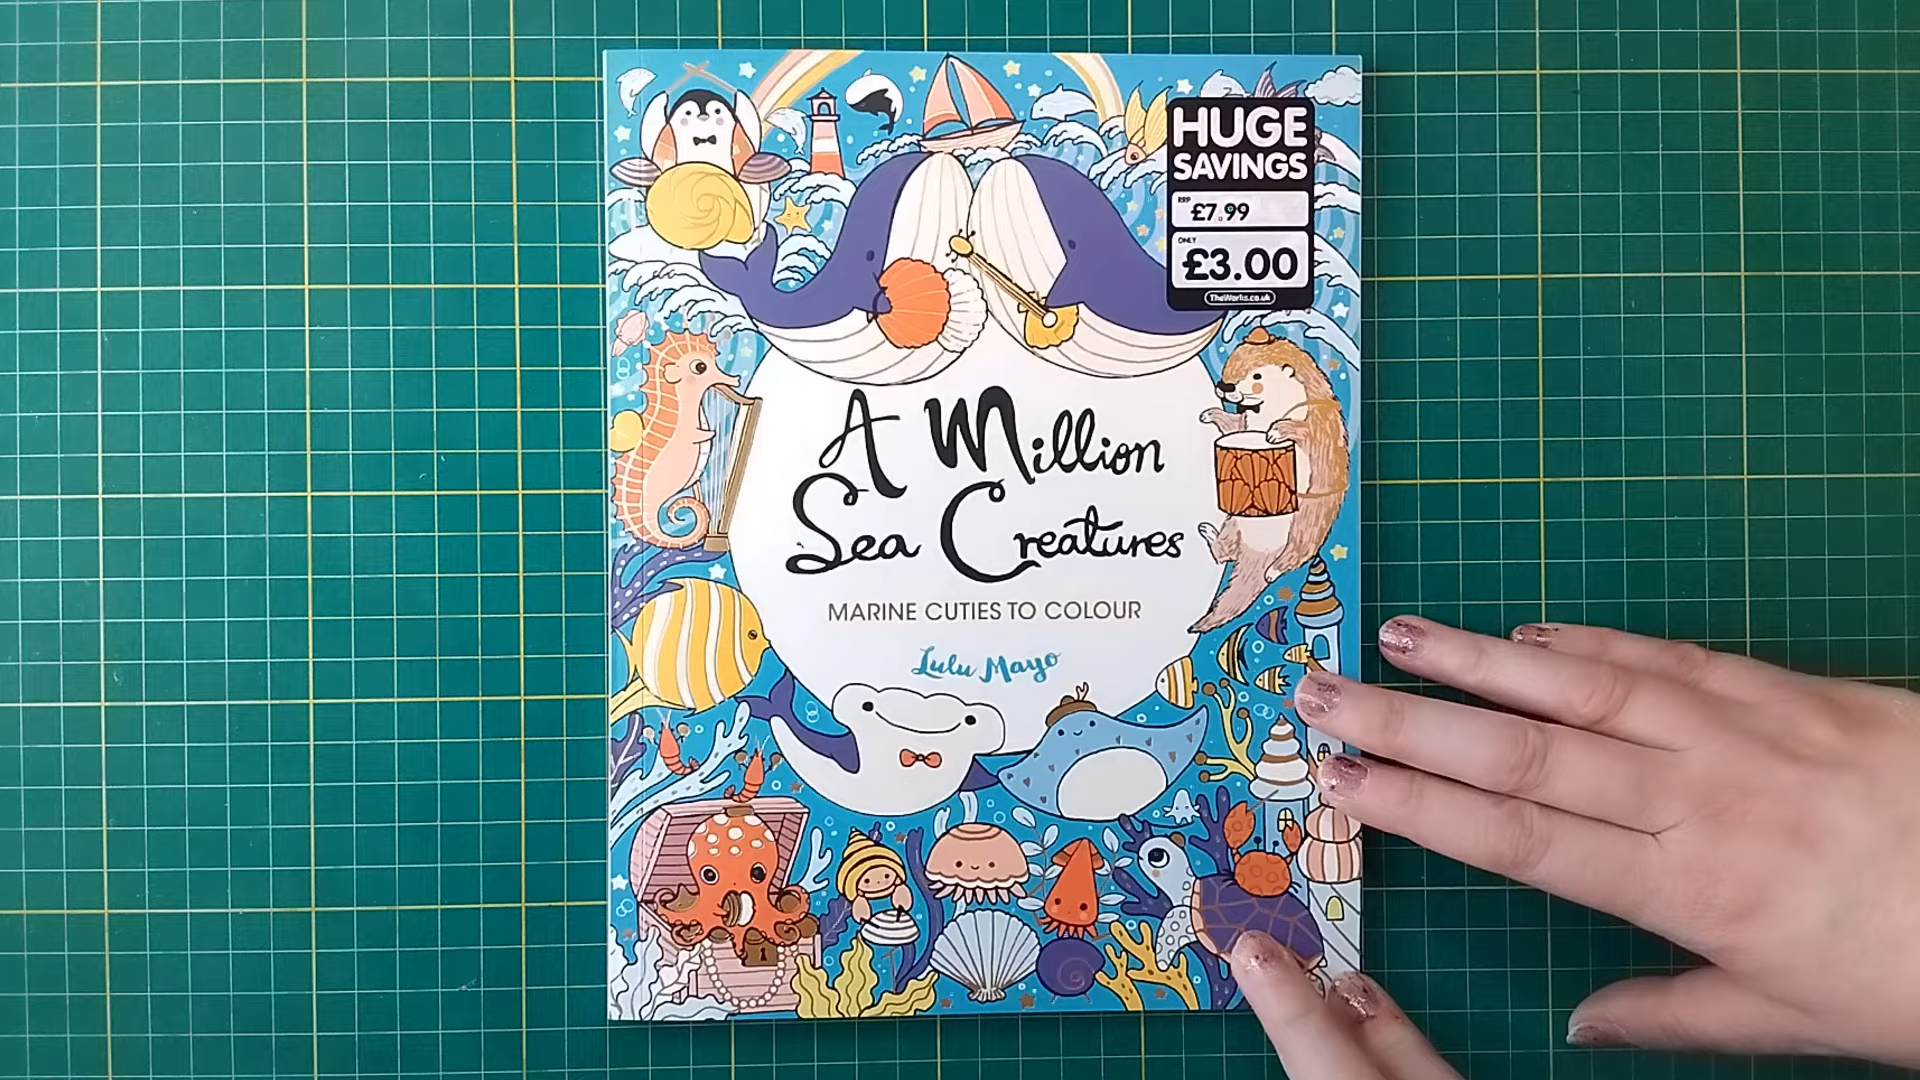 HUGE
SAVINGS
RRP
£7.99
ONLY
£3.00
TheWorks.co.uk
A Million
Sea Creatures
MARINE CUTIES TO COLOUR
Lulu Mayo